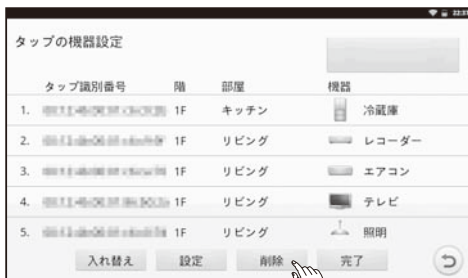 22:37
タップの機器設定
タップ識別番号 階 部屋 機器
1. 1F キッチン 冷蔵庫
2. 1F リビング レコーダー
3. 1F リビング エアコン
4. 1F リビング テレビ
5. 1F リビング 照明
入れ替え 設定 削除 完了